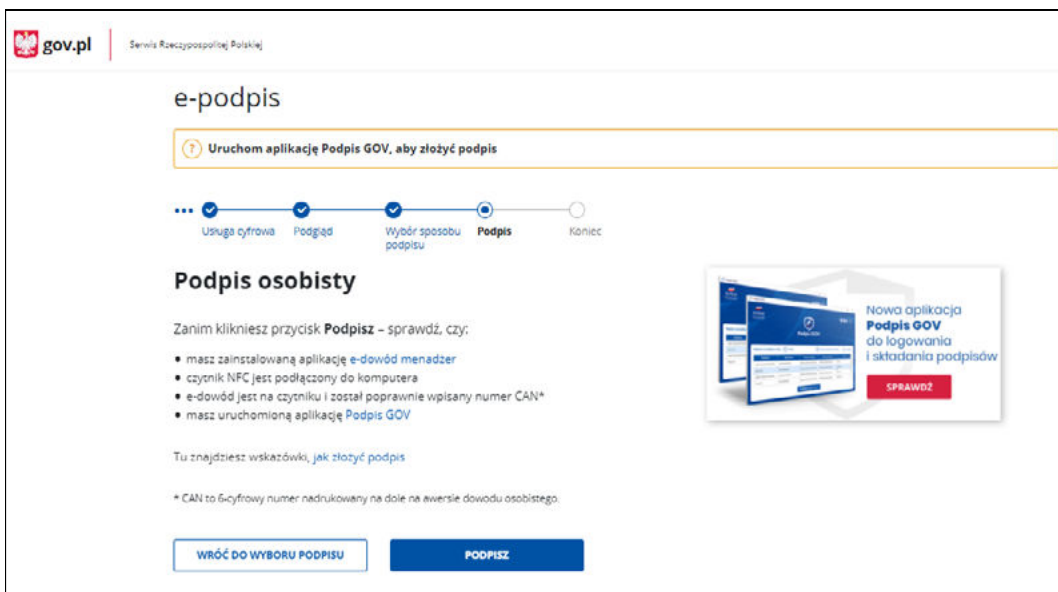 gov.pl
Serwis Rzeczypospolitej Polskiej
e-podpis
Uruchom aplikację Podpis GOV, aby złożyć podpis
Usługa cyfrowa
Podgląd
Wybór sposobu
podpisu
Podpis
Koniec
Podpis osobisty
Zanim klikniesz przycisk Podpisz – sprawdź, czy:
• masz zainstalowaną aplikację e-dowód menadżer
• czytnik NFC jest podłączony do komputera
• e-dowód jest na czytniku i został poprawnie wpisany numer CAN*
• masz uruchomioną aplikację Podpis GOV
Tu znajdziesz wskazówki, jak złożyć podpis
* CAN to 6-cyfrowy numer nadrukowany na dole na awersie dowodu osobistego.
WRÓĆ DO WYBORU PODPISU
PODPISZ
Nowa aplikacja
Podpis GOV
do logowania
i składania podpisów
SPRAWDŹ